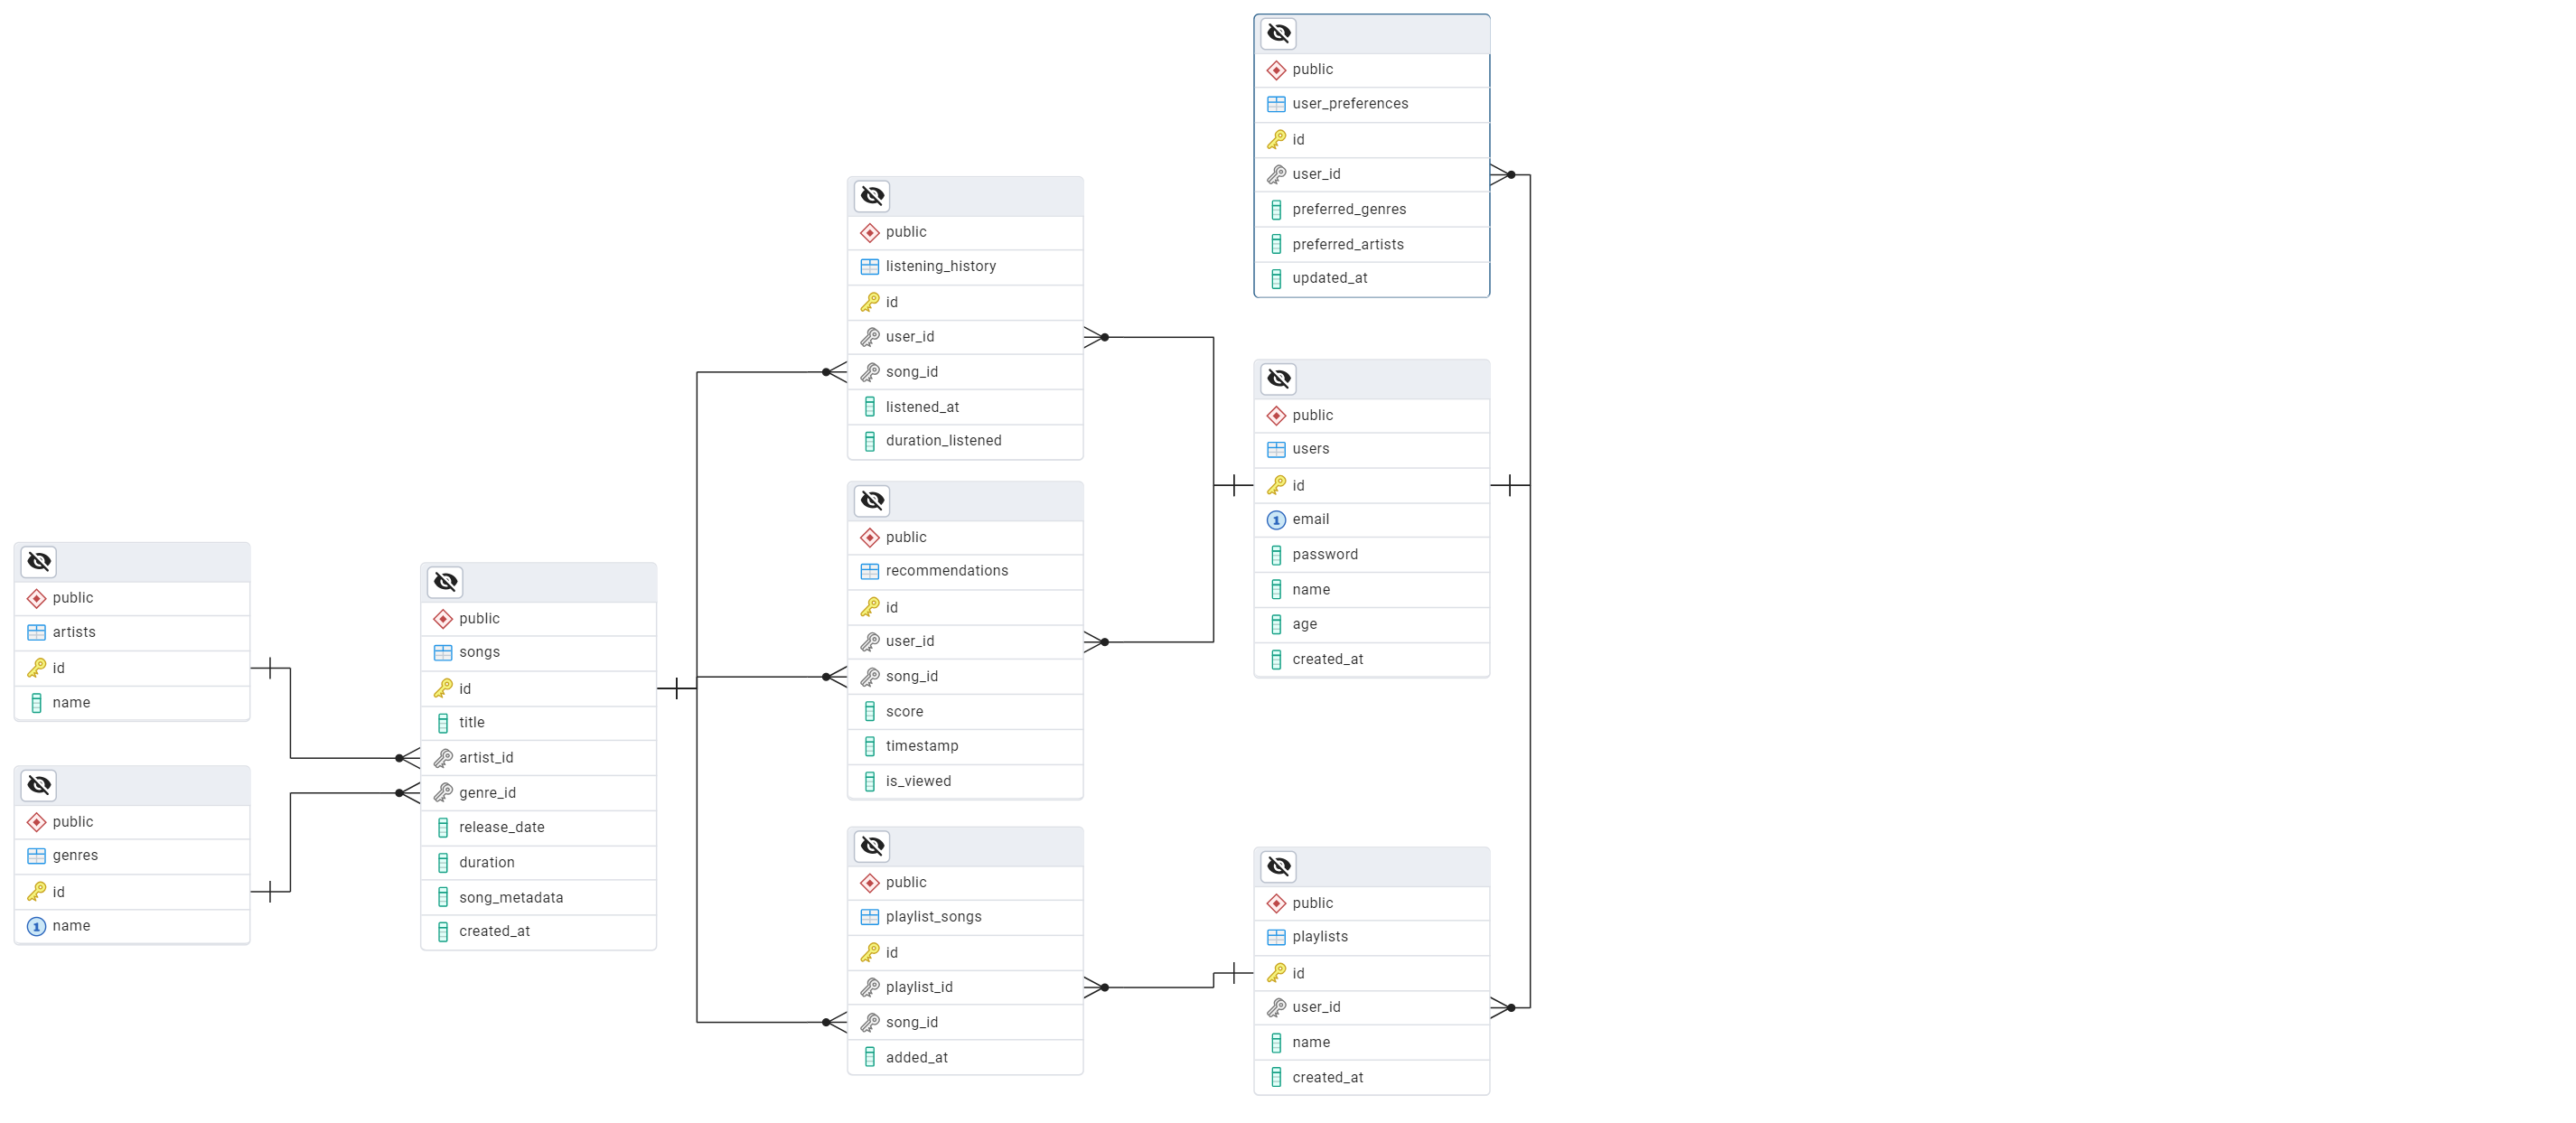 public
artists
id
name
public
genres
id
1
name
public
songs
id
title
artist_id
genre_id
release_date
duration
song_metadata
created_at
public
listening_history
id
user_id
song_id
listened_at
duration_listened
public
recommendations
id
user_id
song_id
score
timestamp
is_viewed
public
playlist_songs
id
playlist_id
song_id
added_at
public
user_preferences
id
user_id
preferred_genres
preferred_artists
updated_at
public
users
id
1
email
password
name
age
created_at
public
playlists
id
user_id
name
created_at